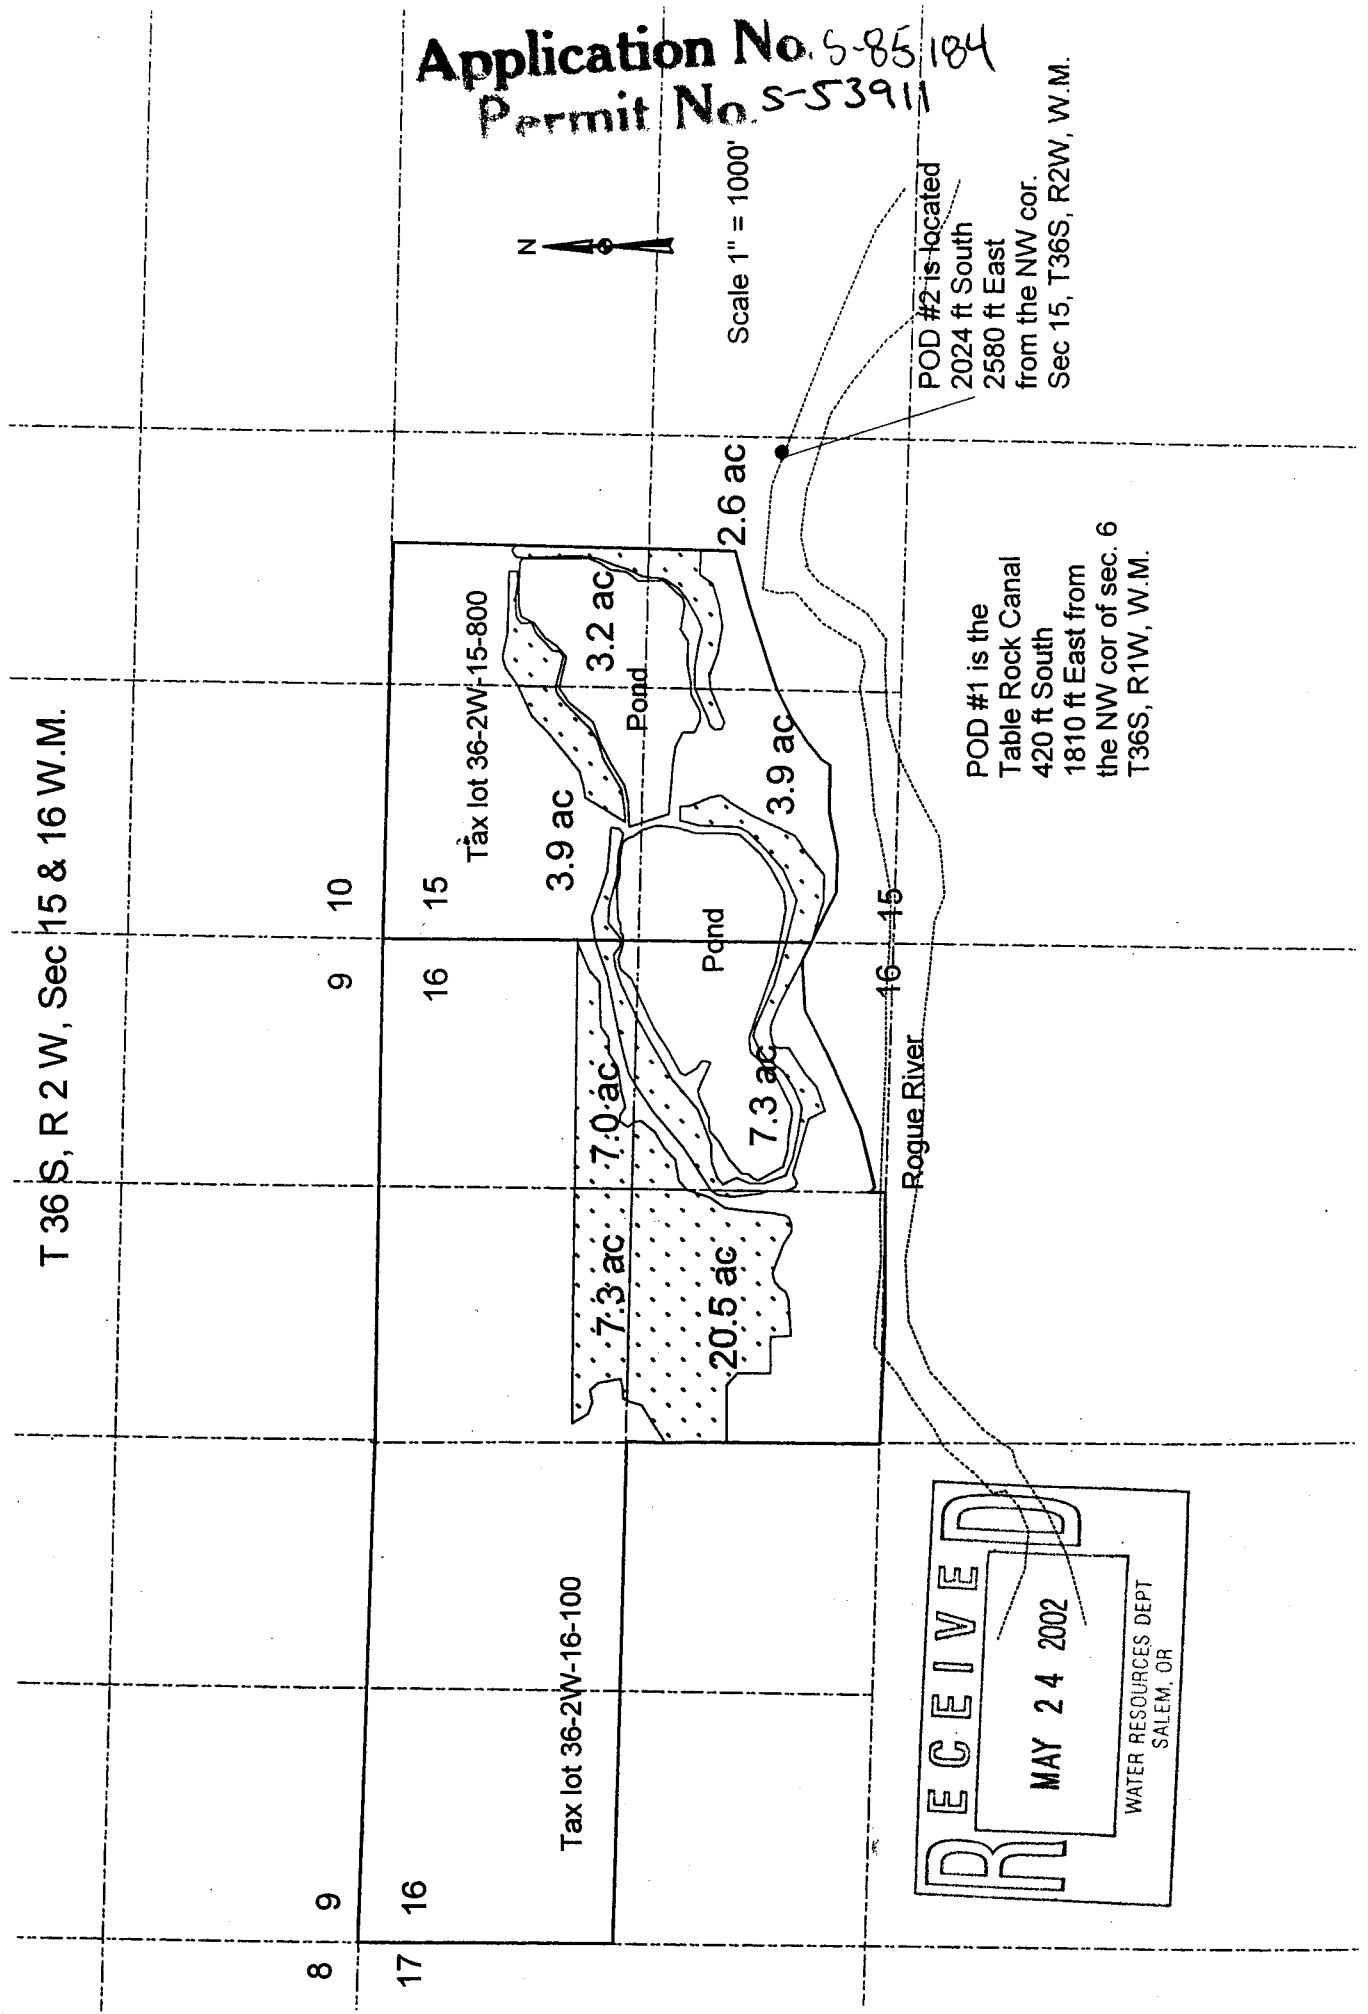 Application No. S-85184
Permit No. S-53911
T 36 S, R 2 W, Sec 15 & 16 W.M.
N
Scale 1" = 1000'
8
9
9
10
17
16
16
15
Tax lot 36-2W-16-100
Tax lot 36-2W-15-800
7.3 ac
7.0 ac
3.9 ac
3.2 ac
20.5 ac
7.3 ac
3.9 ac
2.6 ac
Pond
Pond
16
15
Rogue River
POD #2 is located
2024 ft South
2580 ft East
from the NW cor.
Sec 15, T36S, R2W, W.M.
POD #1 is the
Table Rock Canal
420 ft South
1810 ft East from
the NW cor of sec. 6
T36S, R1W, W.M.
RECEIVED
MAY 24 2002
WATER RESOURCES DEPT
SALEM, OR